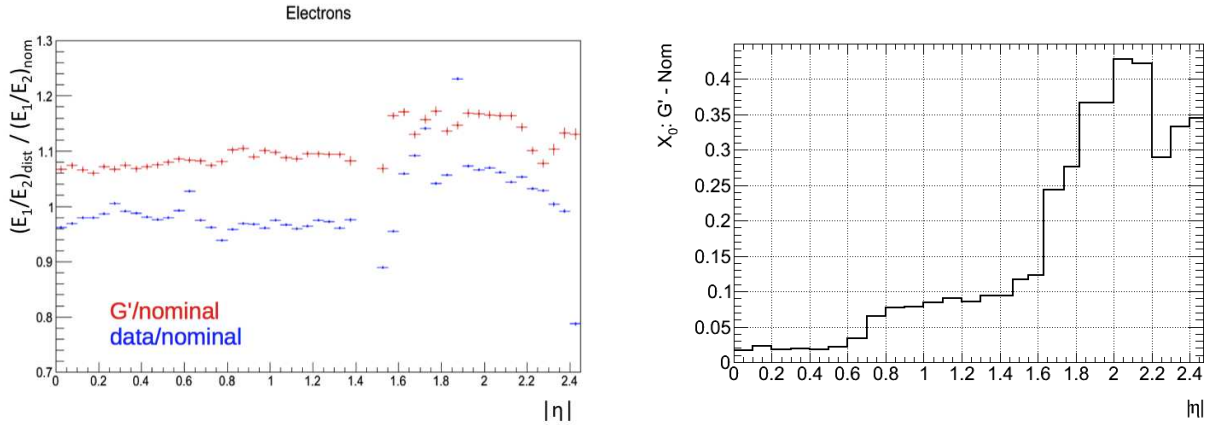 Electrons
(E₁/E₂)dist / (E₁/E₂)nom
1.3
1.2
1.1
1
0.9
0.8
0.7
G'/nominal
data/nominal
0 0.2 0.4 0.6 0.8 1 1.2 1.4 1.6 1.8 2 2.2 2.4
|η|
X₀: G' - Nom
0.4
0.35
0.3
0.25
0.2
0.15
0.1
0.05
0
0 0.2 0.4 0.6 0.8 1 1.2 1.4 1.6 1.8 2 2.2 2.4
|η|